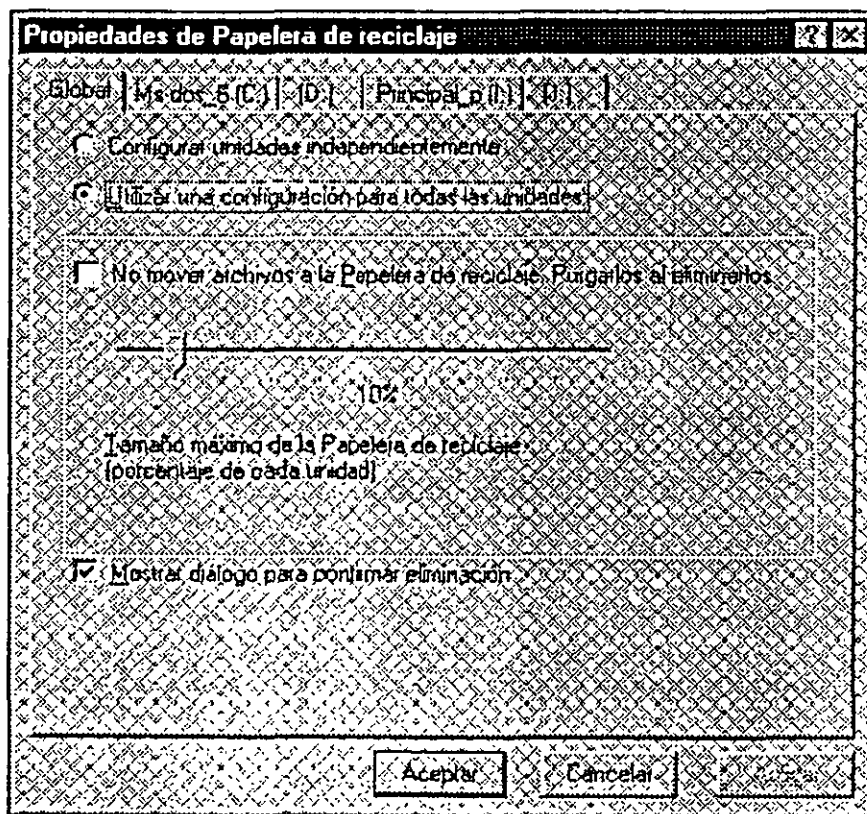 Propiedades de Papelera de reciclaje
Global Ms-dos_6 (C:) (D:) Principal_p (I:) (J:)
Configurar unidades independientemente
Utilizar una configuración para todas las unidades
No mover archivos a la Papelera de reciclaje. Purgarlos al eliminarlos
10%
Tamaño máximo de la Papelera de reciclaje
(porcentaje de cada unidad)
Mostrar diálogo para confirmar eliminación
Aceptar Cancelar